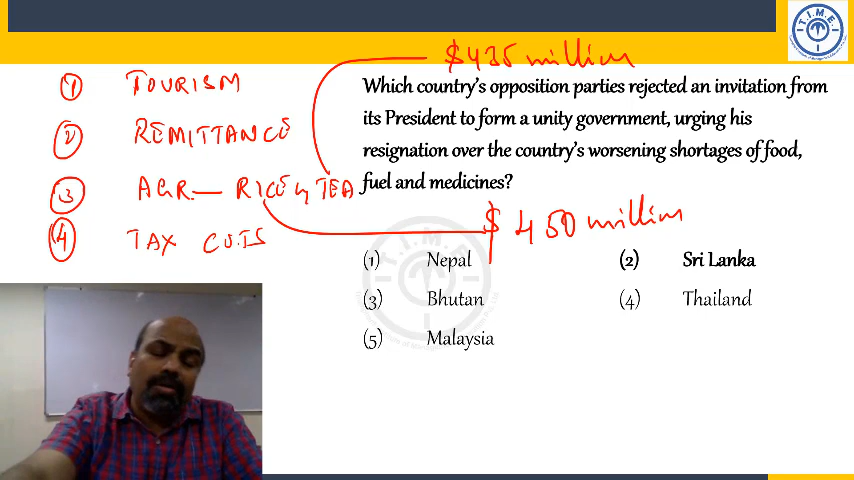 T.I.M.E.
$435 million
① TOURISM
Which country's opposition parties rejected an invitation from
its President to form a unity government, urging his
② REMITTANCE
resignation over the country's worsening shortages of food,
③ AGR. — RICE, TEA
fuel and medicines?
$ 450 million
④ TAX CUTS
(1) Nepal (2) Sri Lanka
(3) Bhutan (4) Thailand
(5) Malaysia